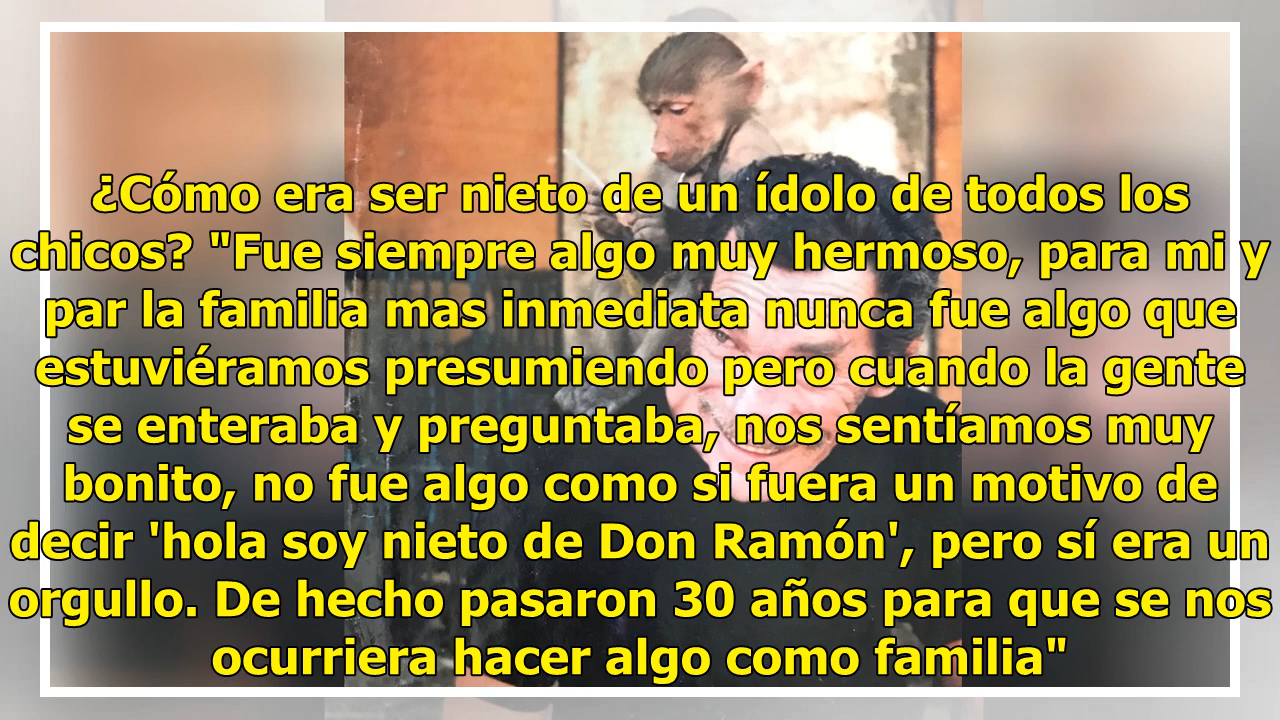 ¿Cómo era ser nieto de un ídolo de todos los
chicos? "Fue siempre algo muy hermoso, para mi y
par la familia mas inmediata nunca fue algo que
estuviéramos presumiendo pero cuando la gente
se enteraba y preguntaba, nos sentíamos muy
bonito, no fue algo como si fuera un motivo de
decir 'hola soy nieto de Don Ramón', pero sí era un
orgullo. De hecho pasaron 30 años para que se nos
ocurriera hacer algo como familia"